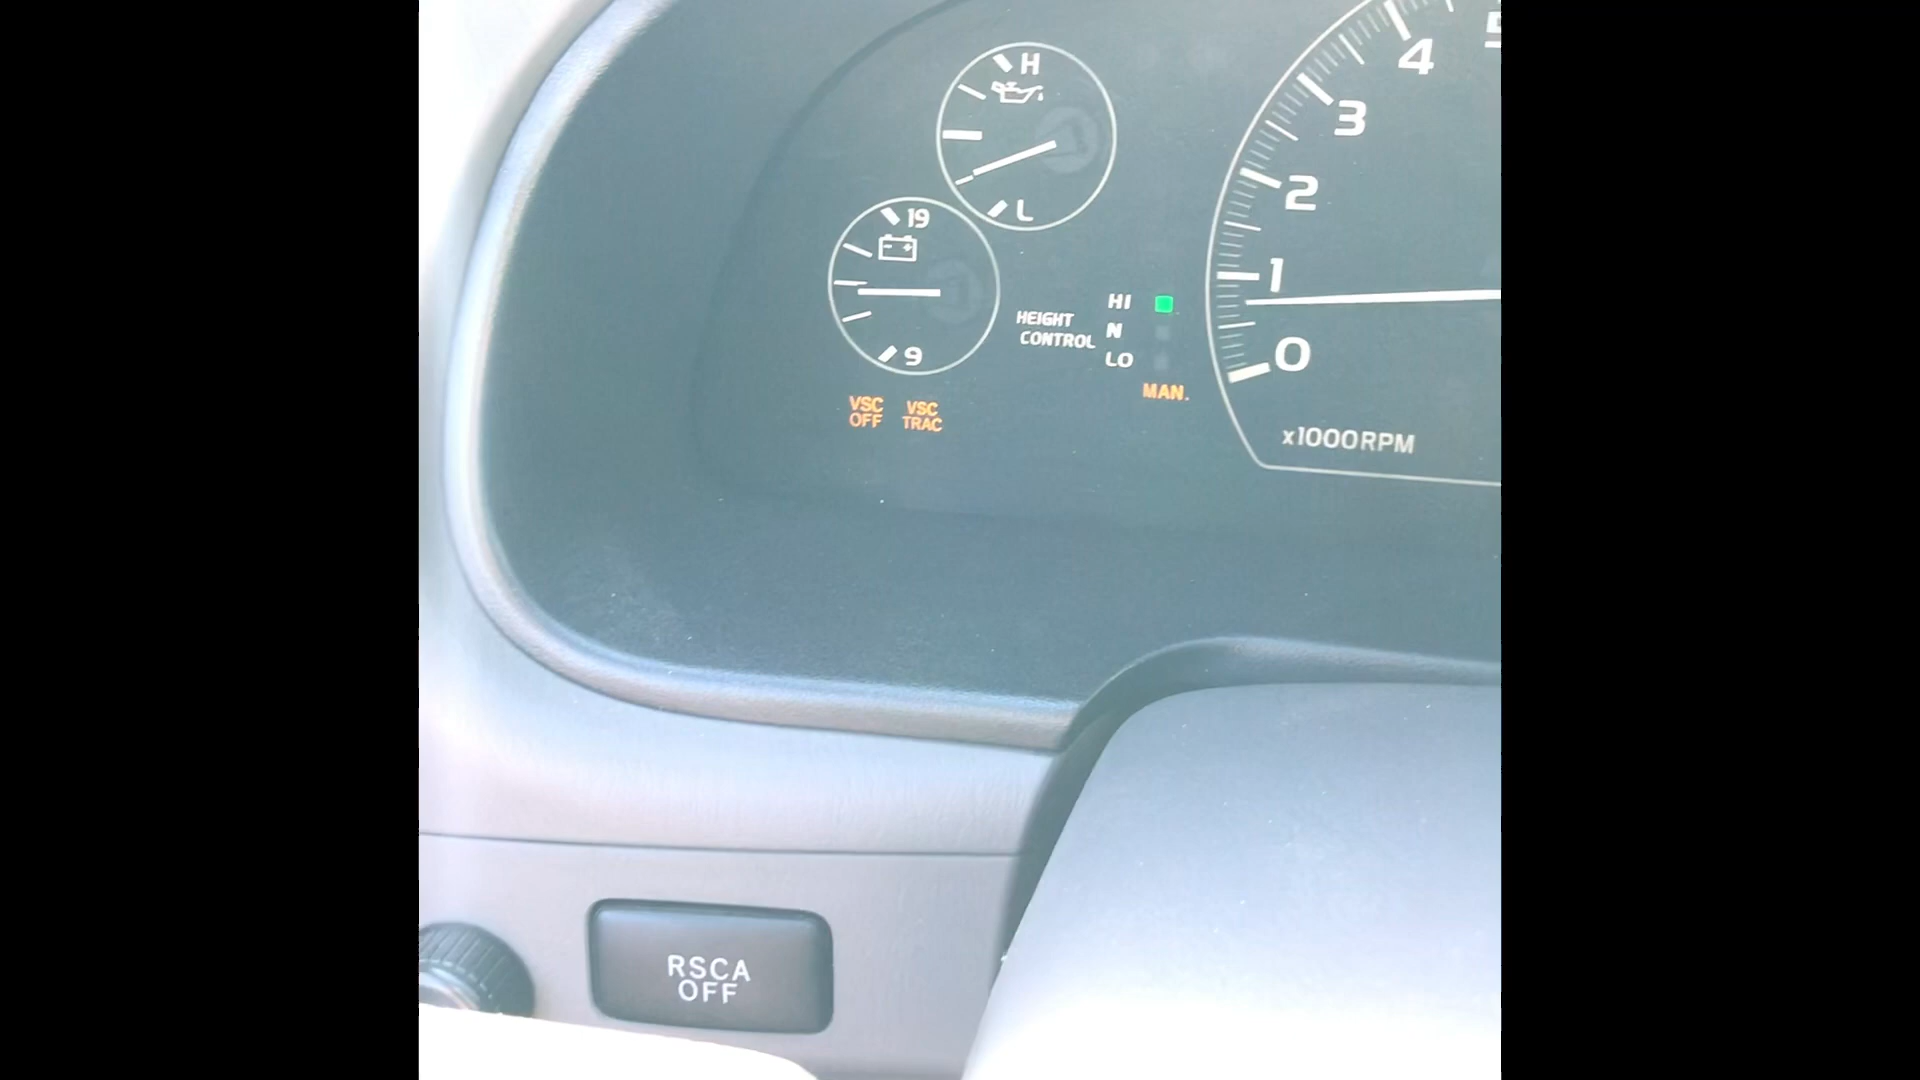 H
L
19
9
HEIGHT
CONTROL
HI
N
LO
MAN.
VSC
OFF
VSC
TRAC
5
4
3
2
1
0
x1000RPM
RSCA
OFF